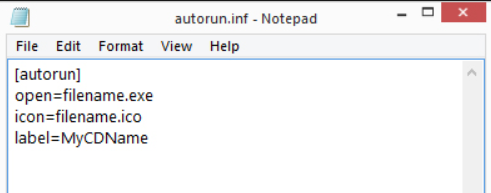 autorun.inf - Notepad
File Edit Format View Help
[autorun]
open=filename.exe
icon=filename.ico
label=MyCDName